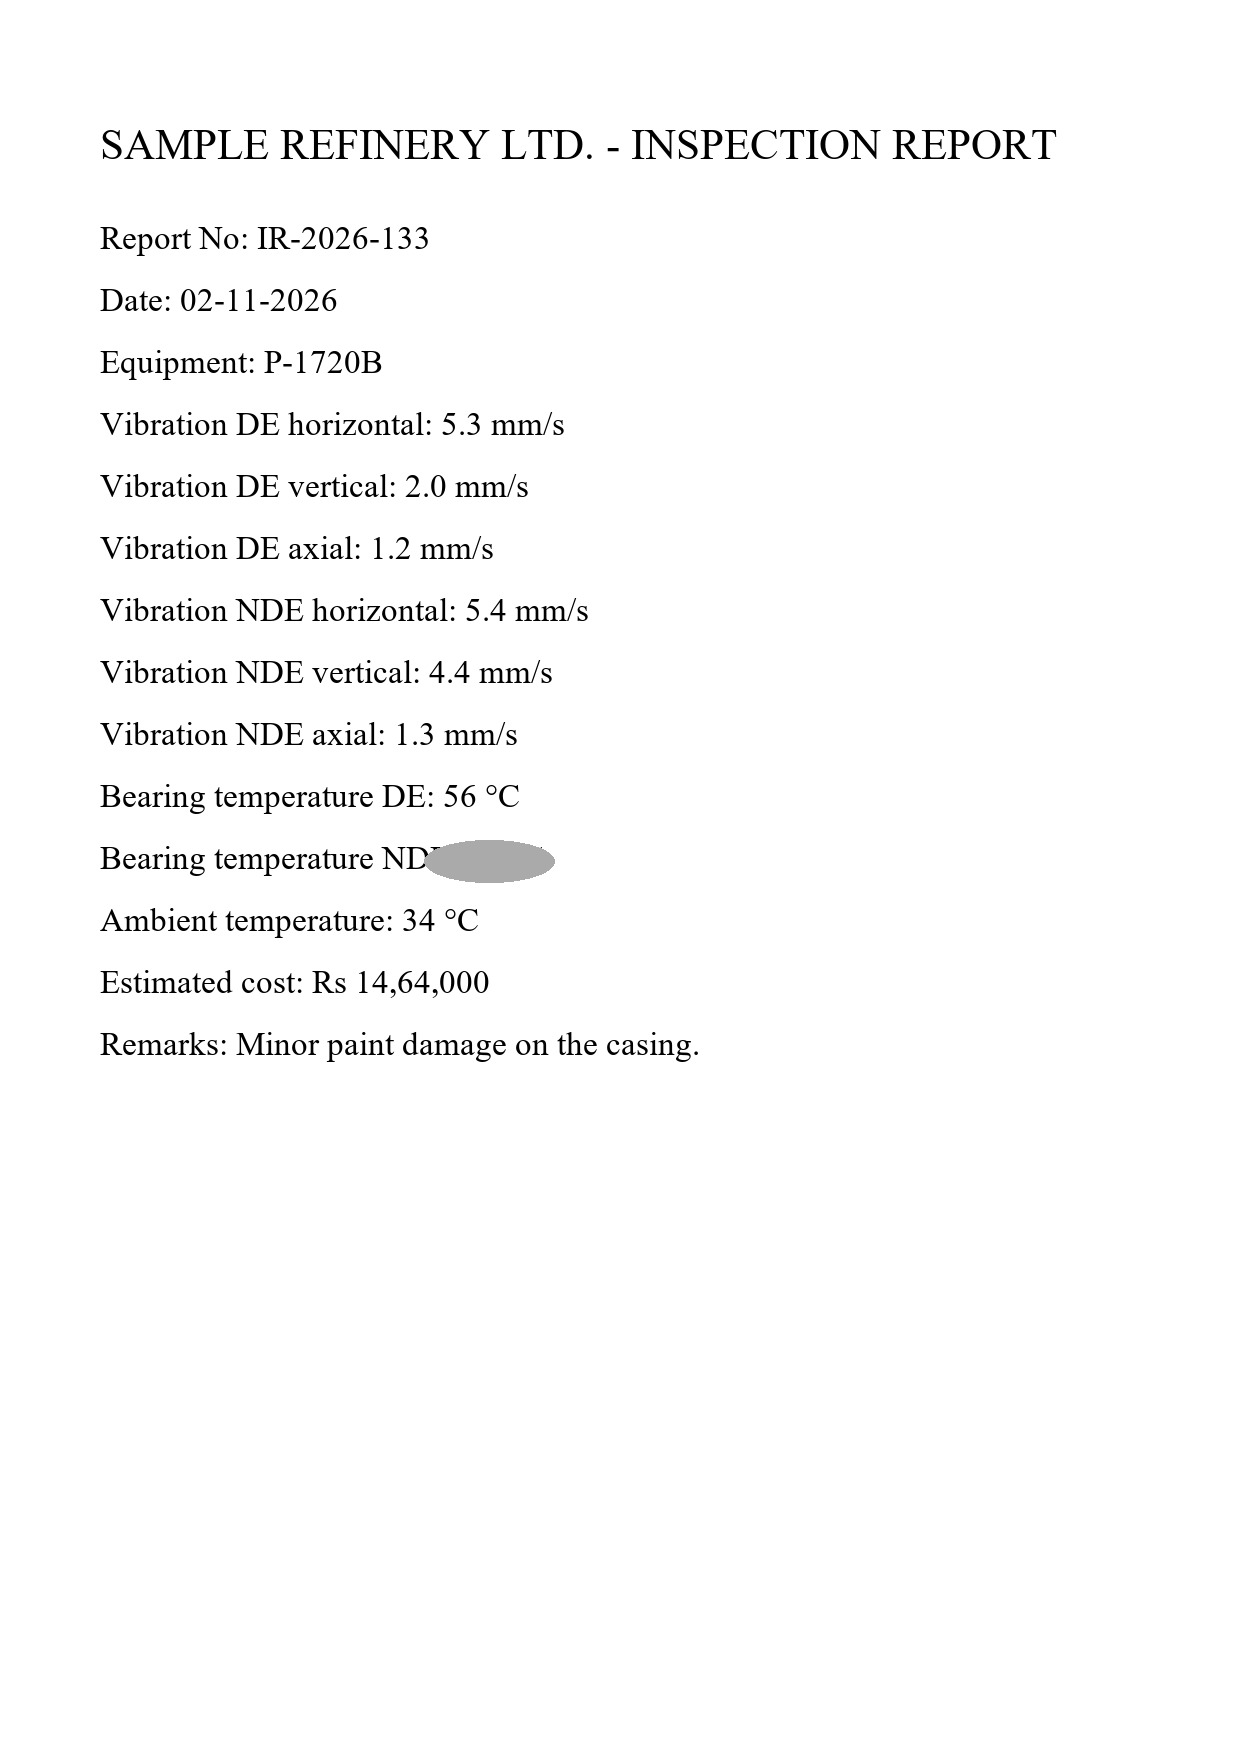 SAMPLE REFINERY LTD. - INSPECTION REPORT
Report No: IR-2026-133
Date: 02-11-2026
Equipment: P-1720B
Vibration DE horizontal: 5.3 mm/s
Vibration DE vertical: 2.0 mm/s
Vibration DE axial: 1.2 mm/s
Vibration NDE horizontal: 5.4 mm/s
Vibration NDE vertical: 4.4 mm/s
Vibration NDE axial: 1.3 mm/s
Bearing temperature DE: 56 °C
Bearing temperature
Ambient temperature: 34 °C
Estimated cost: Rs 14,64,000
Remarks: Minor paint damage on the casing.